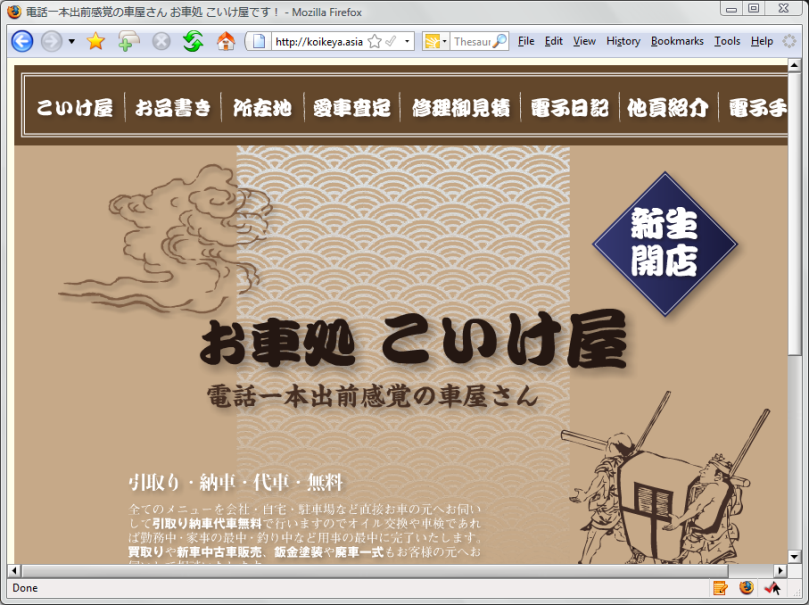 電話一本出前感覚の車屋さん お車処 こいけ屋です！ - Mozilla Firefox
http://koikeya.asia
Thesaur
File Edit View History Bookmarks Tools Help
こいけ屋 お品書き 所在地 愛車査定 修理御見積 電子日記 他頁紹介 電子手
新生
開店
お車処 こいけ屋
電話一本出前感覚の車屋さん
引取り・納車・代車・無料
全てのメニューを会社・自宅・駐車場など直接お車の元へお伺い
して引取り納車代車無料で行いますのでオイル交換や車検であれ
ば勤務中・家事の最中・釣り中など用事の最中に完了いたします。
買取りや新車中古車販売、鈑金塗装や廃車一式もお客様の元へお
Done